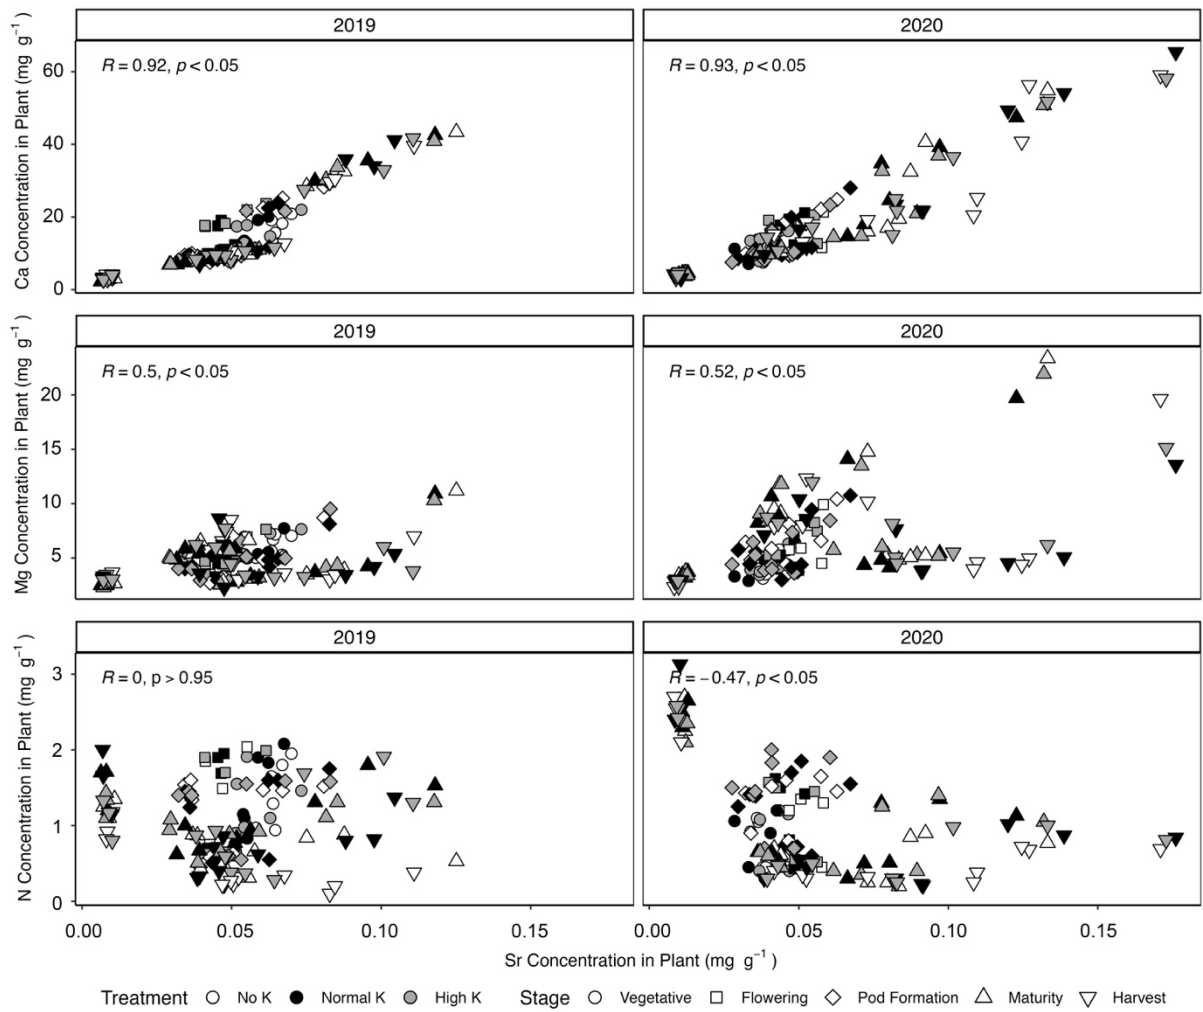 2019
2020
Ca Concentration in Plant (mg g⁻¹)
R = 0.92, p < 0.05
R = 0.93, p < 0.05
60
40
20
0
2019
2020
Mg Concentration in Plant (mg g⁻¹)
R = 0.5, p < 0.05
R = 0.52, p < 0.05
20
15
10
5
2019
2020
N Concentration in Plant (mg g⁻¹)
R = 0, p > 0.95
R = −0.47, p < 0.05
3
2
1
0
0.00 0.05 0.10 0.15 0.00 0.05 0.10 0.15
Sr Concentration in Plant (mg g⁻¹)
Treatment No K Normal K High K Stage Vegetative Flowering Pod Formation Maturity Harvest